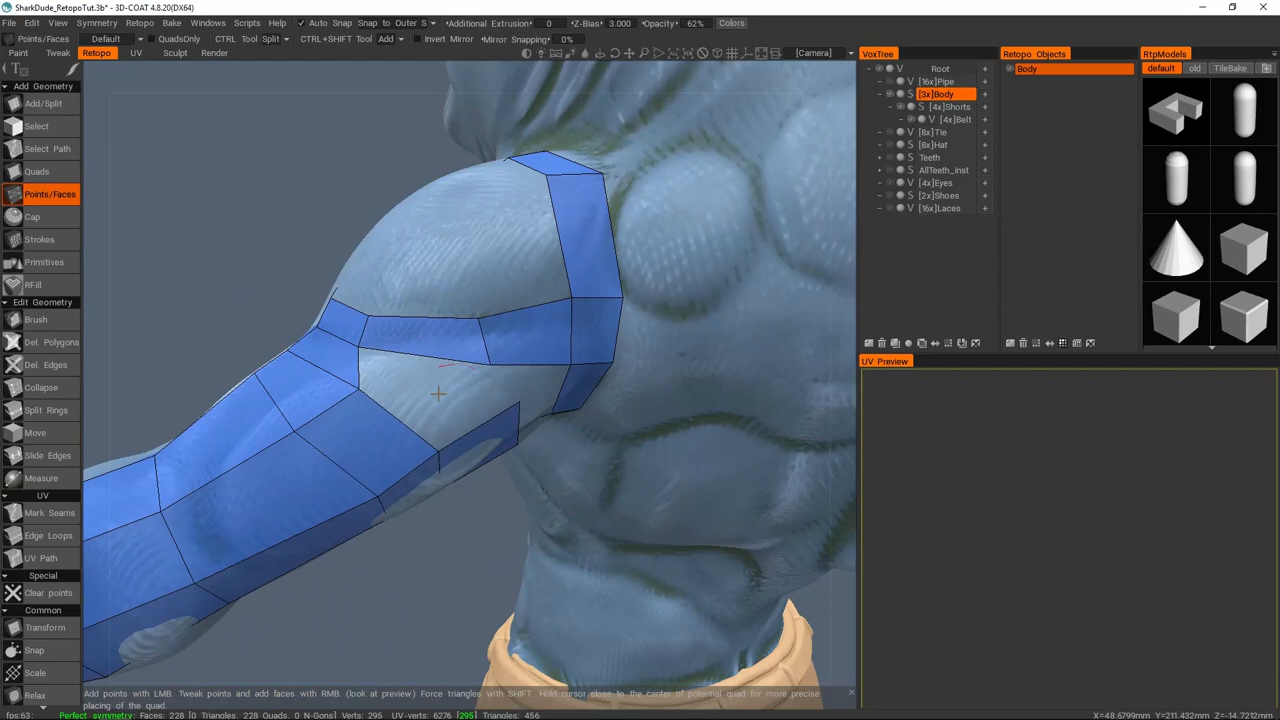 SharkDude_RetopoTut.3b* - 3D-COAT 4.8.20(DX64)
File Edit View Symmetry Retopo Bake Windows Scripts Help Auto Snap Snap to Outer S Additional Extrusion 0 Z-Bias 3.000 Opacity 62% Colors
Points/Faces Default QuadsOnly CTRL Tool Split CTRL+SHIFT Tool Add Invert Mirror Mirror Snapping 0%
Paint Tweak Retopo UV Sculpt Render [Camera] VoxTree Retopo Objects RtpModels
Root Body default old TileBake
Add Geometry [16x]Pipe
Add/Split [3x]Body
Select [4x]Shorts
Select Path [4x]Belt
Quads [8x]Tie
Points/Faces [8x]Hat
Cap Teeth
Strokes AllTeeth_inst
Primitives [4x]Eyes
RFill [2x]Shoes
Edit Geometry [16x]Laces
Brush
Del. Polygons
Del. Edges UV Preview
Collapse
Split Rings
Move
Slide Edges
Measure
UV
Mark Seams
Edge Loops
UV Path
Special
Clear points
Common
Transform
Snap
Scale
Relax
Add points with LMB. Tweak points and add faces with RMB. (look at preview) Force triangles with SHIFT. Hold cursor close to the center of potential quad for more precise
placing of the quad.
fps:63; Perfect symmetry; Faces: 228 [0 Triangles, 228 Quads, 0 N-Gons] Verts: 295 UV-verts: 6276 [295] Triangles: 456 X=48.6799mm Y=211.432mm Z=-14.7212mm